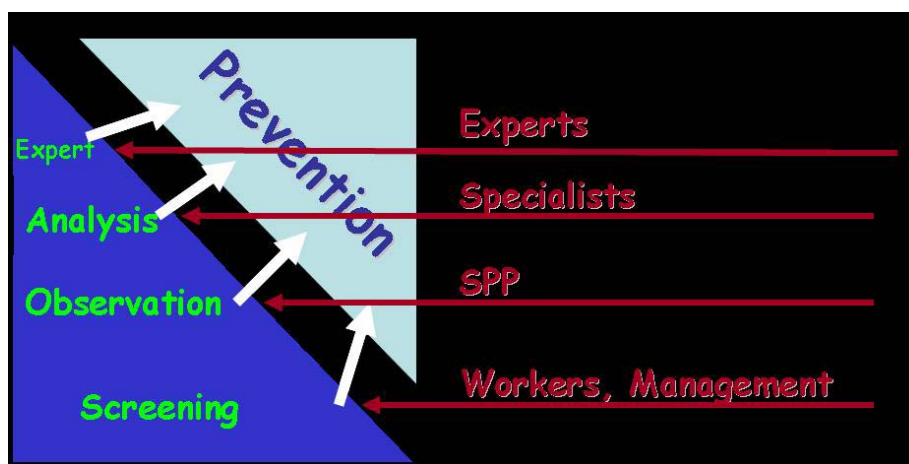 Prevention
Experts
Expert
Specialists
Analysis
SPP
Observation
Workers, Management
Screening